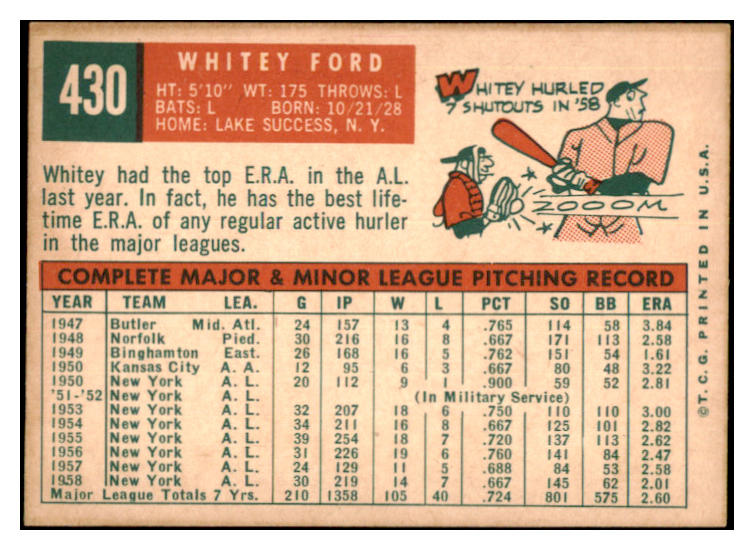 430
WHITEY FORD
HT: 5'10" WT: 175 THROWS: L
BATS: L BORN: 10/21/28
HOME: LAKE SUCCESS, N. Y.
WHITEY HURLED
7 SHUTOUTS IN '58
ZOOOM
Whitey had the top E.R.A. in the A.L.
last year. In fact, he has the best life-
time E.R.A. of any regular active hurler
in the major leagues.
COMPLETE MAJOR & MINOR LEAGUE PITCHING RECORD
YEAR TEAM LEA. G IP W L PCT SO BB ERA
1947 Butler Mid. Atl. 24 157 13 4 .765 114 58 3.84
1948 Norfolk Pied. 30 216 16 8 .667 171 113 2.58
1949 Binghamton East. 26 168 16 5 .762 151 54 1.61
1950 Kansas City A. A. 12 95 6 3 .667 80 48 3.22
1950 New York A. L. 20 112 9 1 .900 59 52 2.81
'51-'52 New York A. L. (In Military Service)
1953 New York A. L. 32 207 18 6 .750 110 110 3.00
1954 New York A. L. 34 211 16 8 .667 125 101 2.82
1955 New York A. L. 39 254 18 7 .720 137 113 2.62
1956 New York A. L. 31 226 19 6 .760 141 84 2.47
1957 New York A. L. 24 129 11 5 .688 84 53 2.58
1958 New York A. L. 30 219 14 7 .667 145 62 2.01
Major League Totals 7 Yrs. 210 1358 105 40 .724 801 575 2.60
©T. C. G. PRINTED IN U.S.A.